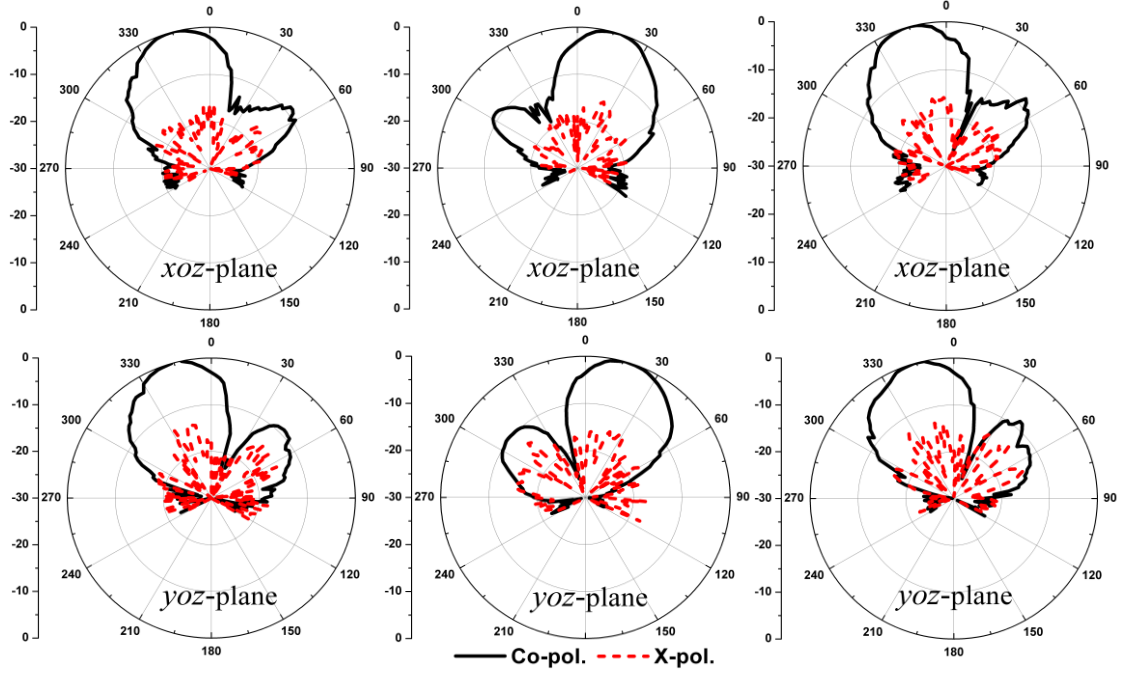 0 0 0
0 330 30 0 330 30 0 330 30
-10 300 60 -10 300 60 -10 300 60
-20 -20 -20
-30 270 90 -30 270 90 -30 270 90
-20 -20 -20
240 120 240 120 240 120
-10 xoz-plane -10 xoz-plane -10 xoz-plane
210 150 210 150 210 150
0 180 0 180 0 180
0 0 0
0 330 30 0 330 30 0 330 30
-10 300 60 -10 300 60 -10 300 60
-20 -20 -20
-30 270 90 -30 270 90 -30 270 90
-20 -20 -20
240 120 240 120 240 120
-10 yoz-plane -10 yoz-plane -10 yoz-plane
210 150 210 150 210 150
0 180 0 0 180
Co-pol. X-pol.